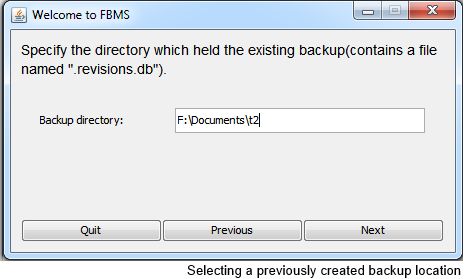 Welcome to FBMS
Specify the directory which held the existing backup(contains a file
named ".revisions.db").
Backup directory:
F:\Documents\t2
Quit
Previous
Next
Selecting a previously created backup location